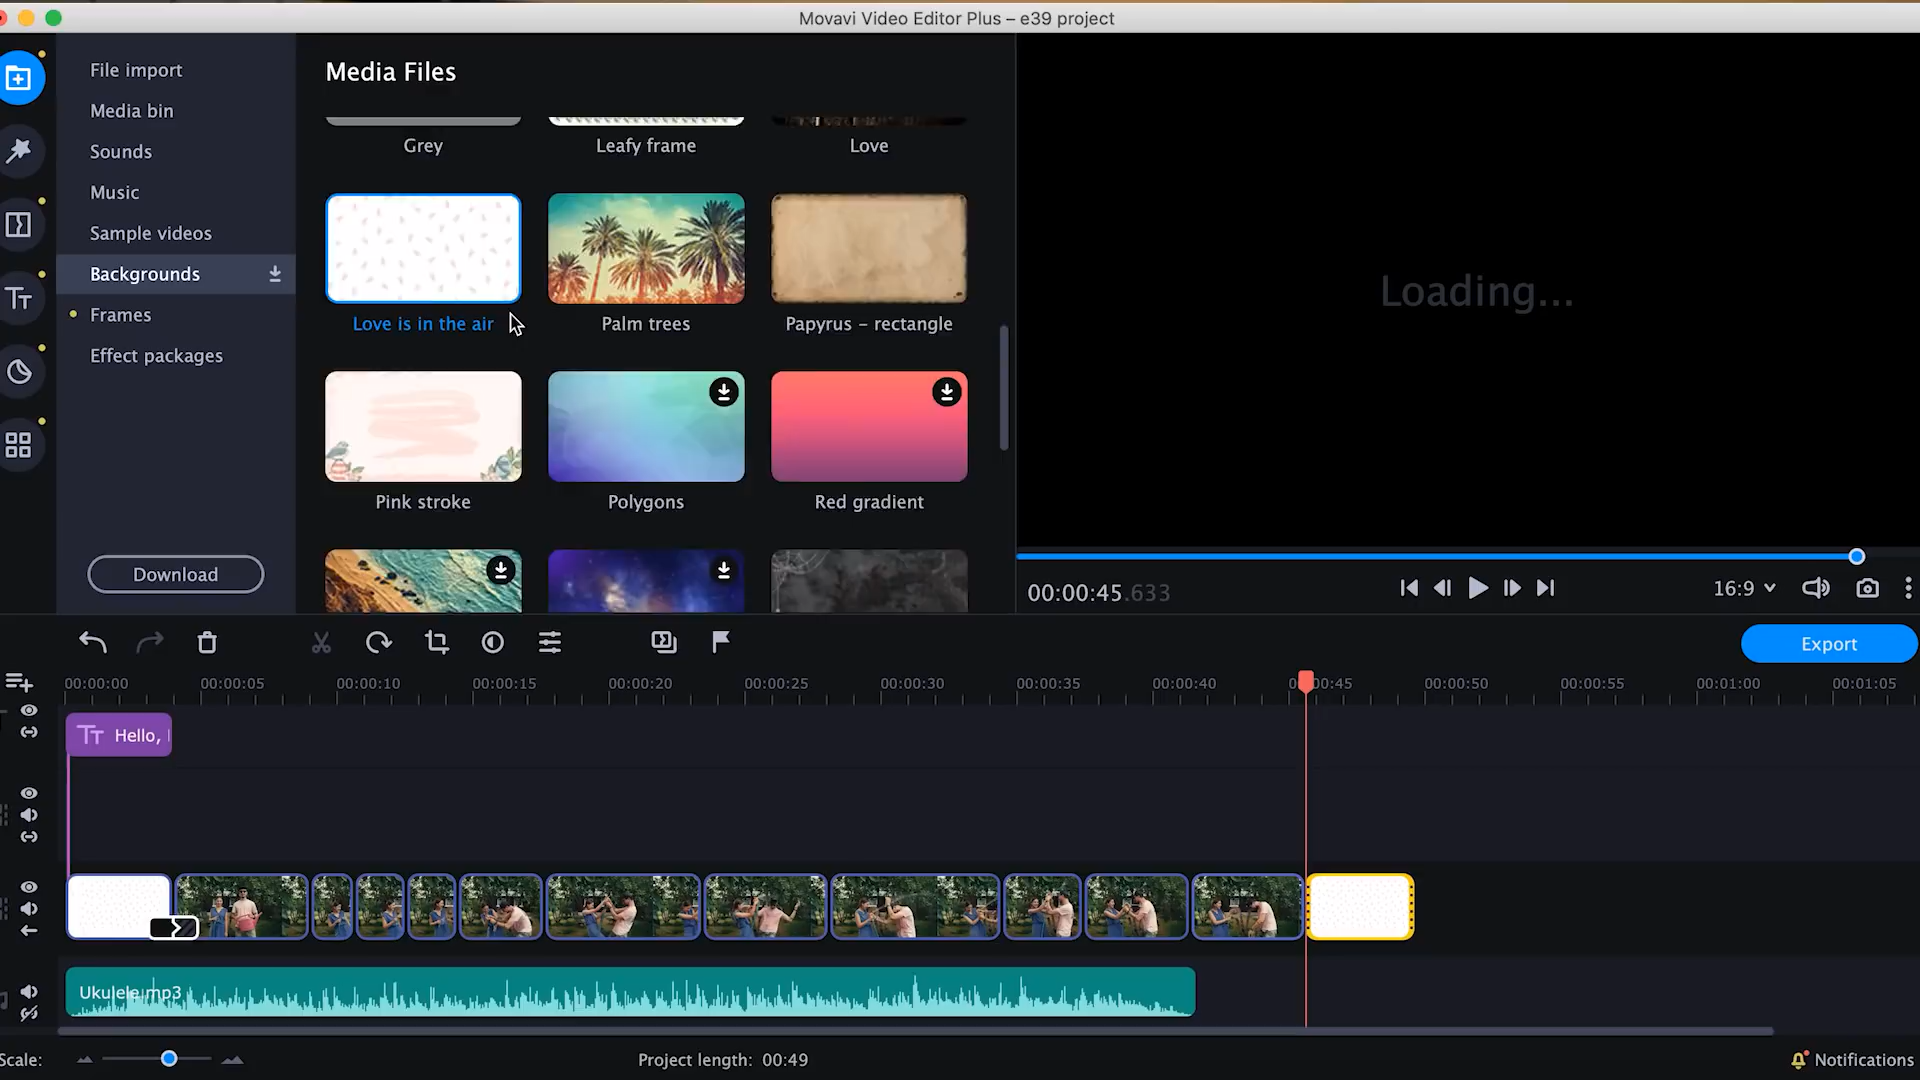 Movavi Video Editor Plus – e39 project
File import
Media bin
Sounds
Music
Sample videos
Backgrounds
Frames
Effect packages
Download
Media Files
Grey
Leafy frame
Love
Love is in the air
Palm trees
Papyrus – rectangle
Pink stroke
Polygons
Red gradient
Loading...
00:00:45.633
16:9
Export
00:00:00 00:00:05 00:00:10 00:00:15 00:00:20 00:00:25 00:00:30 00:00:35 00:00:40 00:00:45 00:00:50 00:00:55 00:01:00 00:01:05
Tт Hello,
Ukulele.mp3
Scale:
Project length: 00:49
Notifications